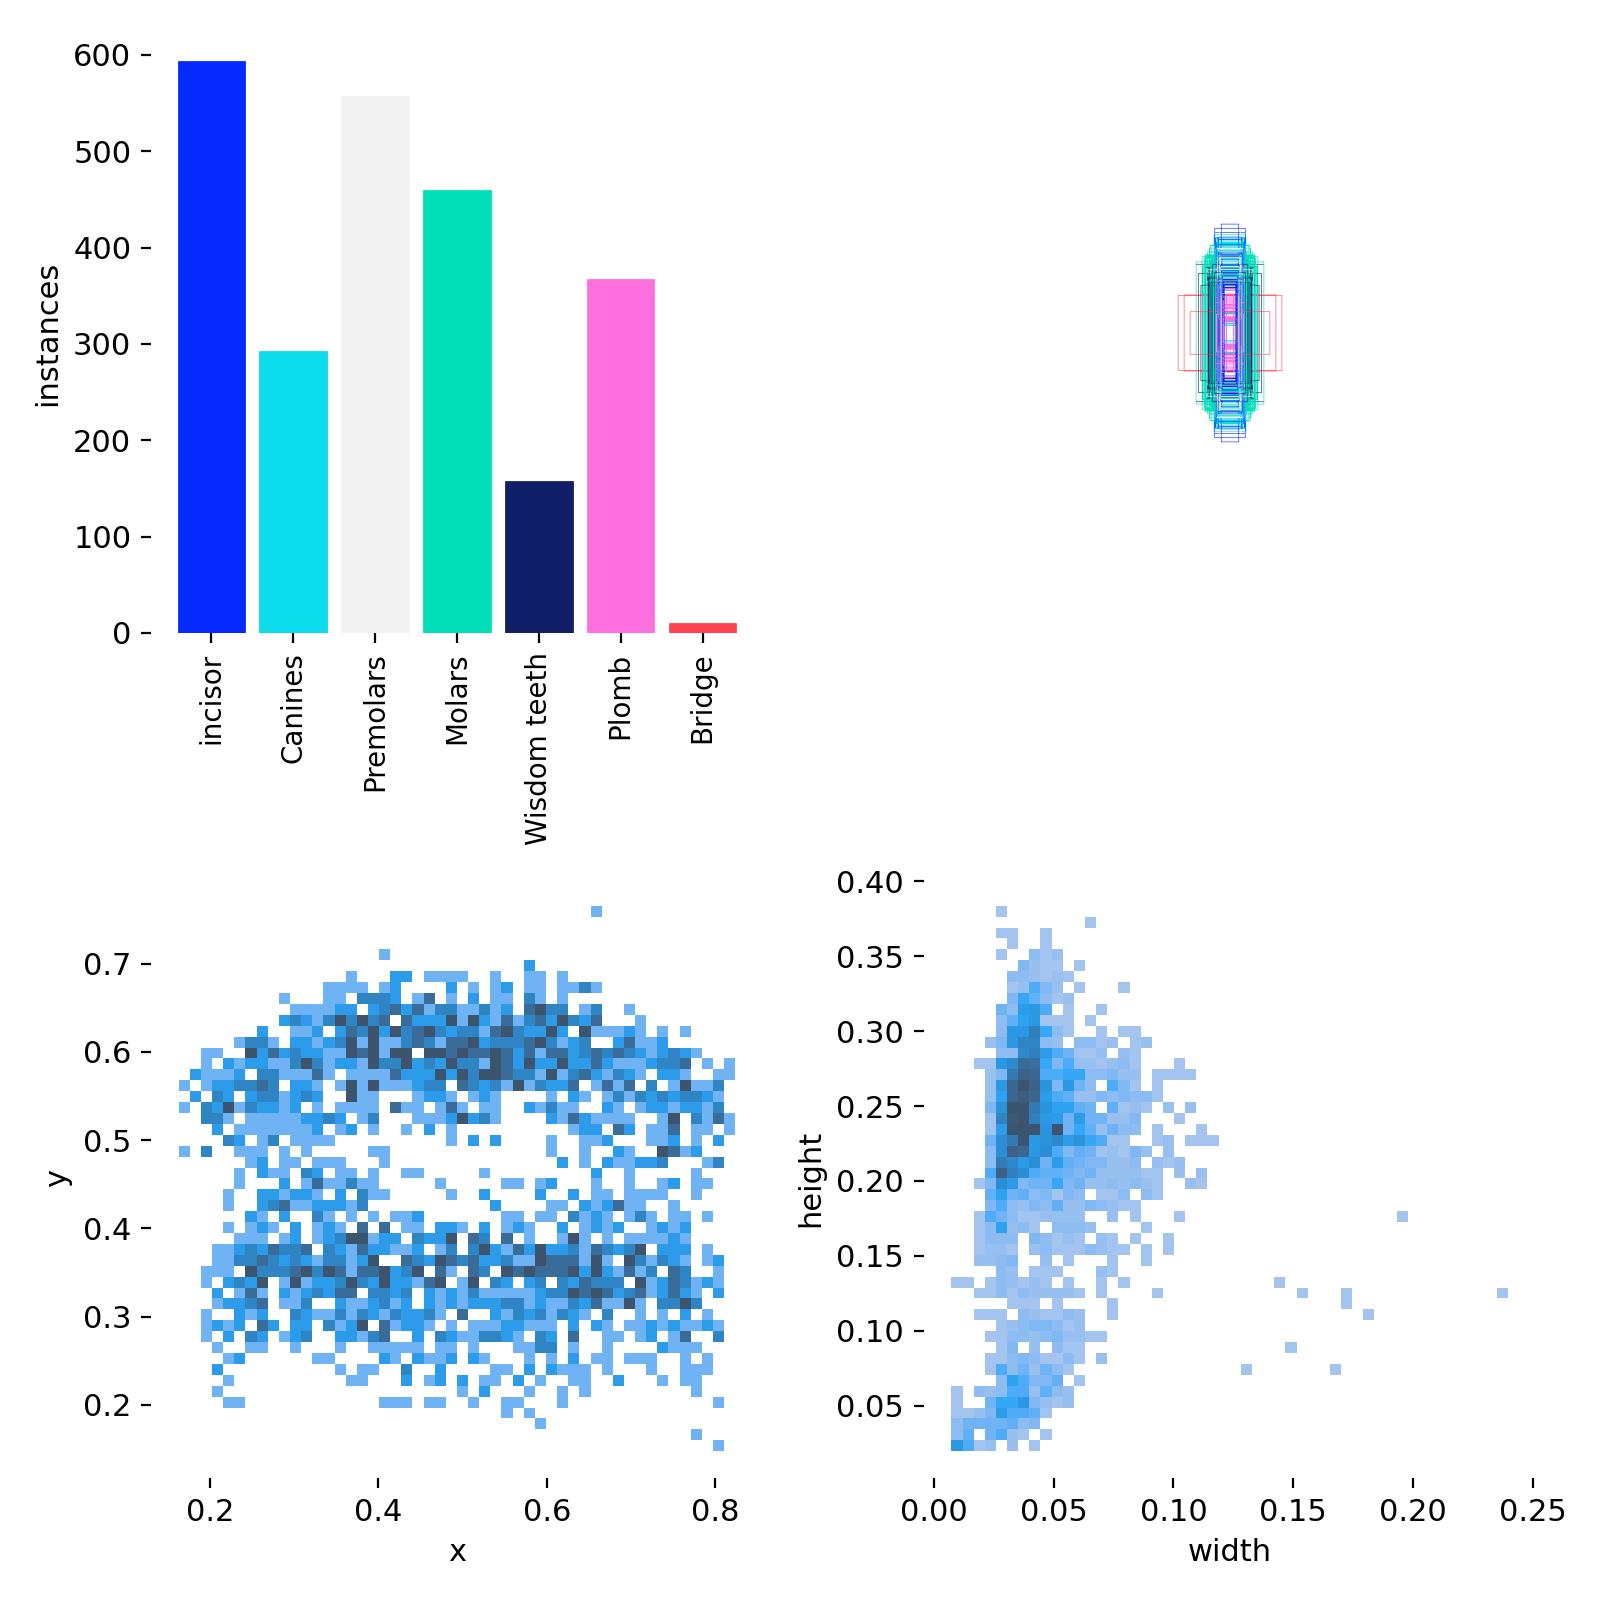 600
500
400
300
200
100
0
instances
incisor
Canines
Premolars
Molars
Wisdom teeth
Plomb
Bridge
0.7
0.6
0.5
0.4
0.3
0.2
y
0.2 0.4 0.6 0.8
x
0.40
0.35
0.30
0.25
0.20
0.15
0.10
0.05
height
0.00 0.05 0.10 0.15 0.20 0.25
width